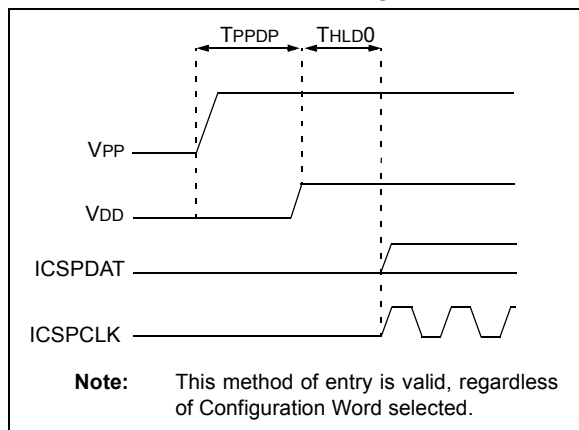 TPPDP THLD0
VPP
VDD
ICSPDAT
ICSPCLK
Note: This method of entry is valid, regardless
of Configuration Word selected.